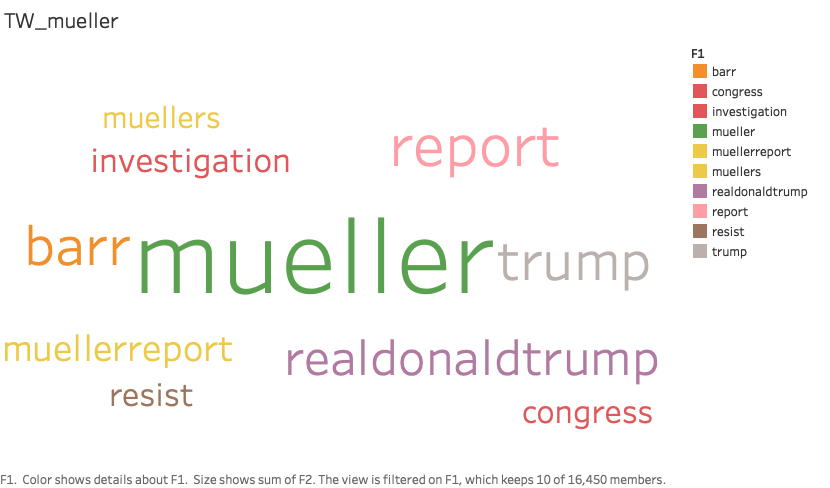 TW_mueller
muellers
investigation
report
barr
mueller
trump
muellerreport
realdonaldtrump
resist
congress
F1
barr
congress
investigation
mueller
muellerreport
muellers
realdonaldtrump
report
resist
trump
F1. Color shows details about F1. Size shows sum of F2. The view is filtered on F1, which keeps 10 of 16,450 members.